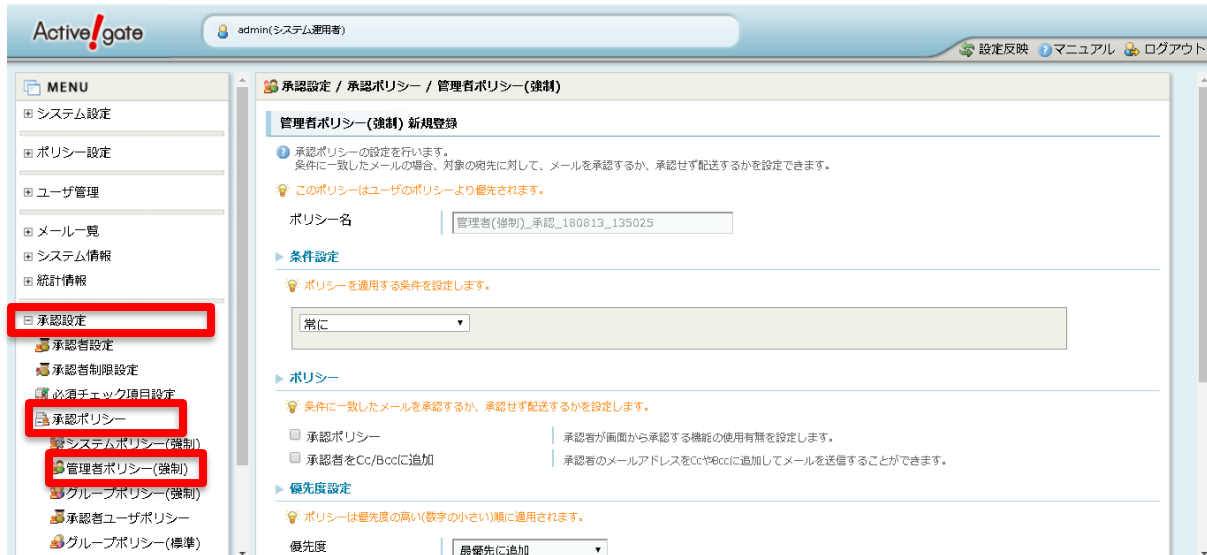 Active!gate
admin(システム運用者)
設定反映 マニュアル ログアウト
MENU
システム設定
ポリシー設定
ユーザ管理
メール一覧
システム情報
統計情報
承認設定
承認者設定
承認者制限設定
必須チェック項目設定
承認ポリシー
システムポリシー(強制)
管理者ポリシー(強制)
グループポリシー(強制)
承認者ユーザポリシー
グループポリシー(標準)
承認設定 / 承認ポリシー / 管理者ポリシー(強制)
管理者ポリシー(強制) 新規登録
承認ポリシーの設定を行います。
条件に一致したメールの場合、対象の宛先に対して、メールを承認するか、承認せず配送するかを設定できます。
このポリシーはユーザのポリシーより優先されます。
ポリシー名 管理者(強制)_承認_180813_135025
条件設定
ポリシーを適用する条件を設定します。
常に
ポリシー
条件に一致したメールを承認するか、承認せず配送するかを設定します。
承認ポリシー 承認者が画面から承認する機能の使用有無を設定します。
承認者をCc/Bccに追加 承認者のメールアドレスをCcやBccに追加してメールを送信することができます。
優先度設定
ポリシーは優先度の高い(数字の小さい)順に適用されます。
優先度 最優先に追加